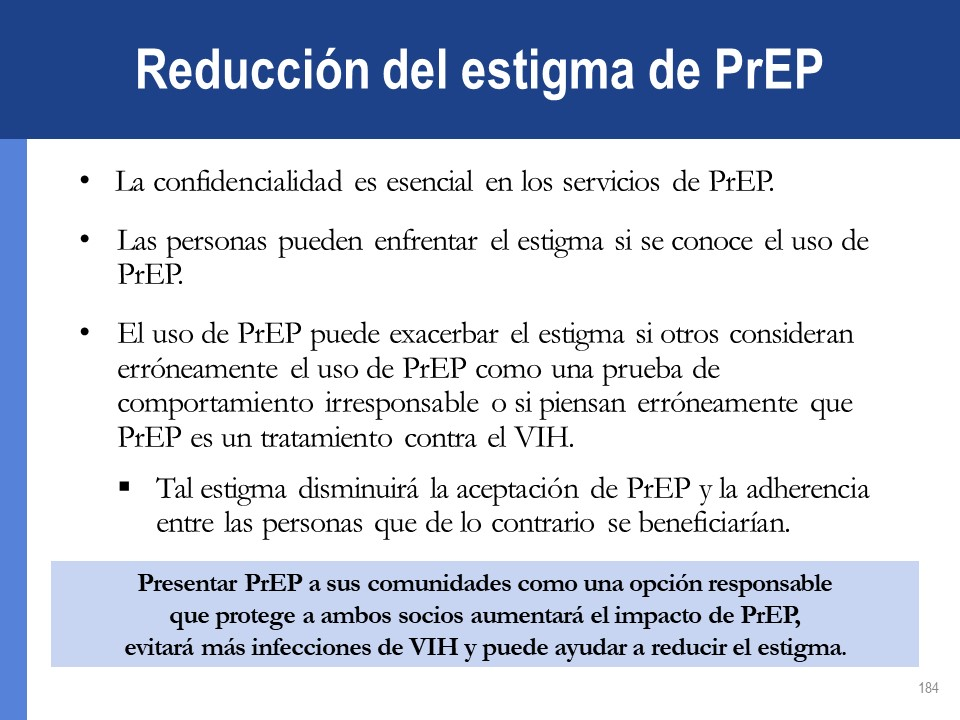 Reducción del estigma de PrEP
• La confidencialidad es esencial en los servicios de PrEP.
• Las personas pueden enfrentar el estigma si se conoce el uso de
PrEP.
• El uso de PrEP puede exacerbar el estigma si otros consideran
erróneamente el uso de PrEP como una prueba de
comportamiento irresponsable o si piensan erróneamente que
PrEP es un tratamiento contra el VIH.
▪ Tal estigma disminuirá la aceptación de PrEP y la adherencia
entre las personas que de lo contrario se beneficiarían.
Presentar PrEP a sus comunidades como una opción responsable
que protege a ambos socios aumentará el impacto de PrEP,
evitará más infecciones de VIH y puede ayudar a reducir el estigma.
184